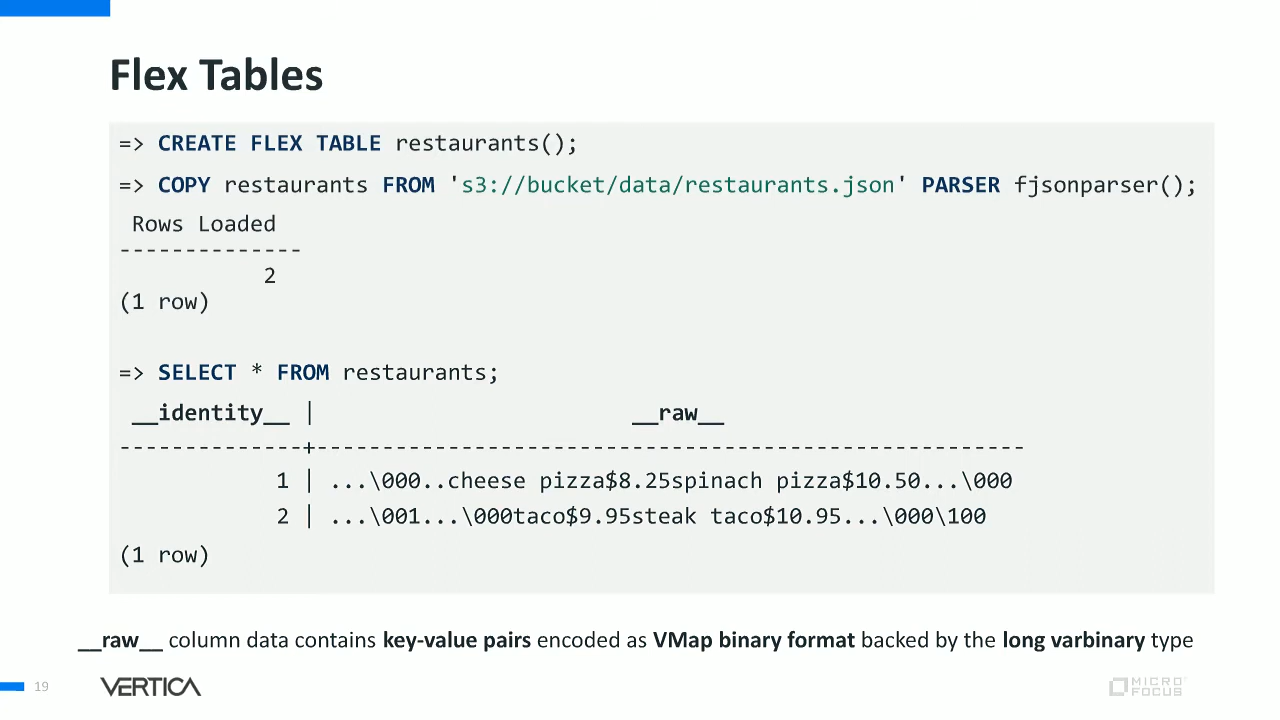 Flex Tables
=> CREATE FLEX TABLE restaurants();
=> COPY restaurants FROM 's3://bucket/data/restaurants.json' PARSER fjsonparser();
Rows Loaded
--------------
2
(1 row)
=> SELECT * FROM restaurants;
__identity__ | __raw__
--------------+------------------------------------------------------
1 | ...\000..cheese pizza$8.25spinach pizza$10.50...\000
2 | ...\001...\000taco$9.95steak taco$10.95...\000\100
(1 row)
__raw__ column data contains key-value pairs encoded as VMap binary format backed by the long varbinary type
19
VERTICA
MICRO
FOCUS